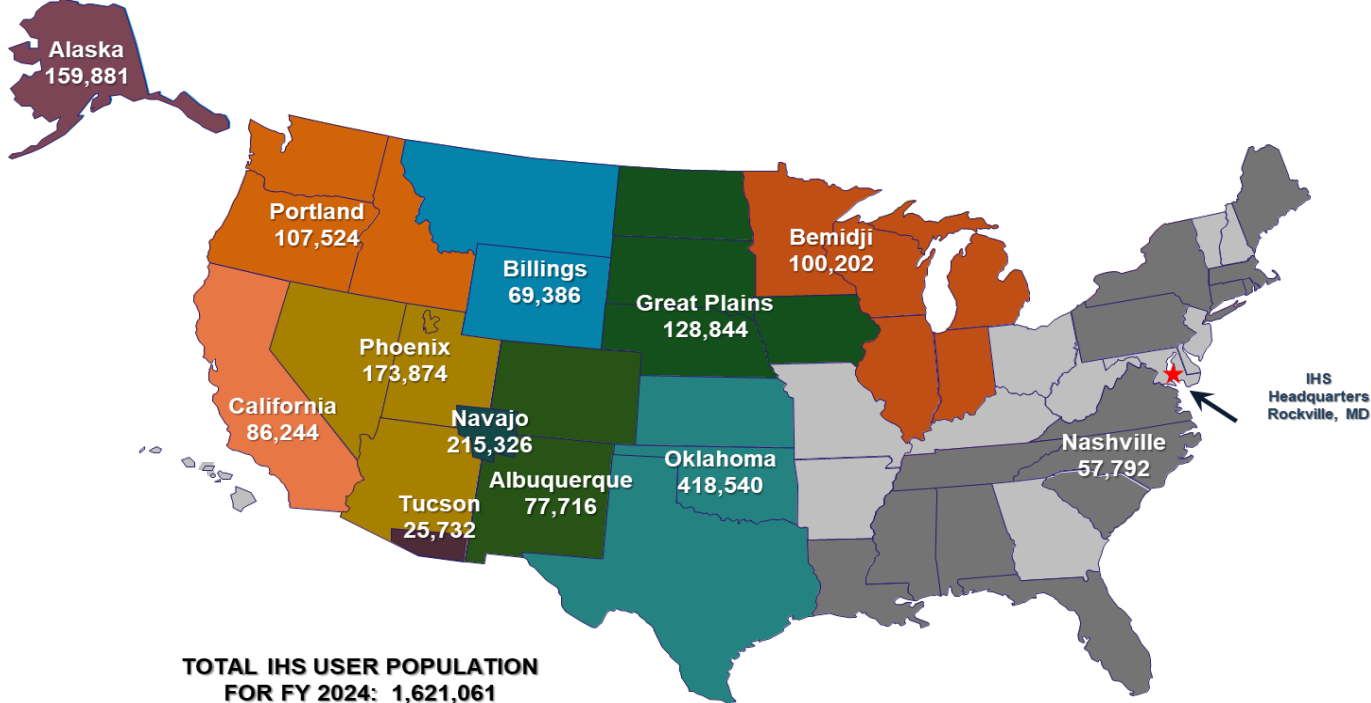 Alaska
159,881
Portland
107,524
Billings
69,386
Bemidji
100,202
Great Plains
128,844
Phoenix
173,874
California
86,244
Navajo
215,326
Albuquerque
77,716
Tucson
25,732
Oklahoma
418,540
Nashville
57,792
IHS
Headquarters
Rockville, MD
TOTAL IHS USER POPULATION
FOR FY 2024: 1,621,061